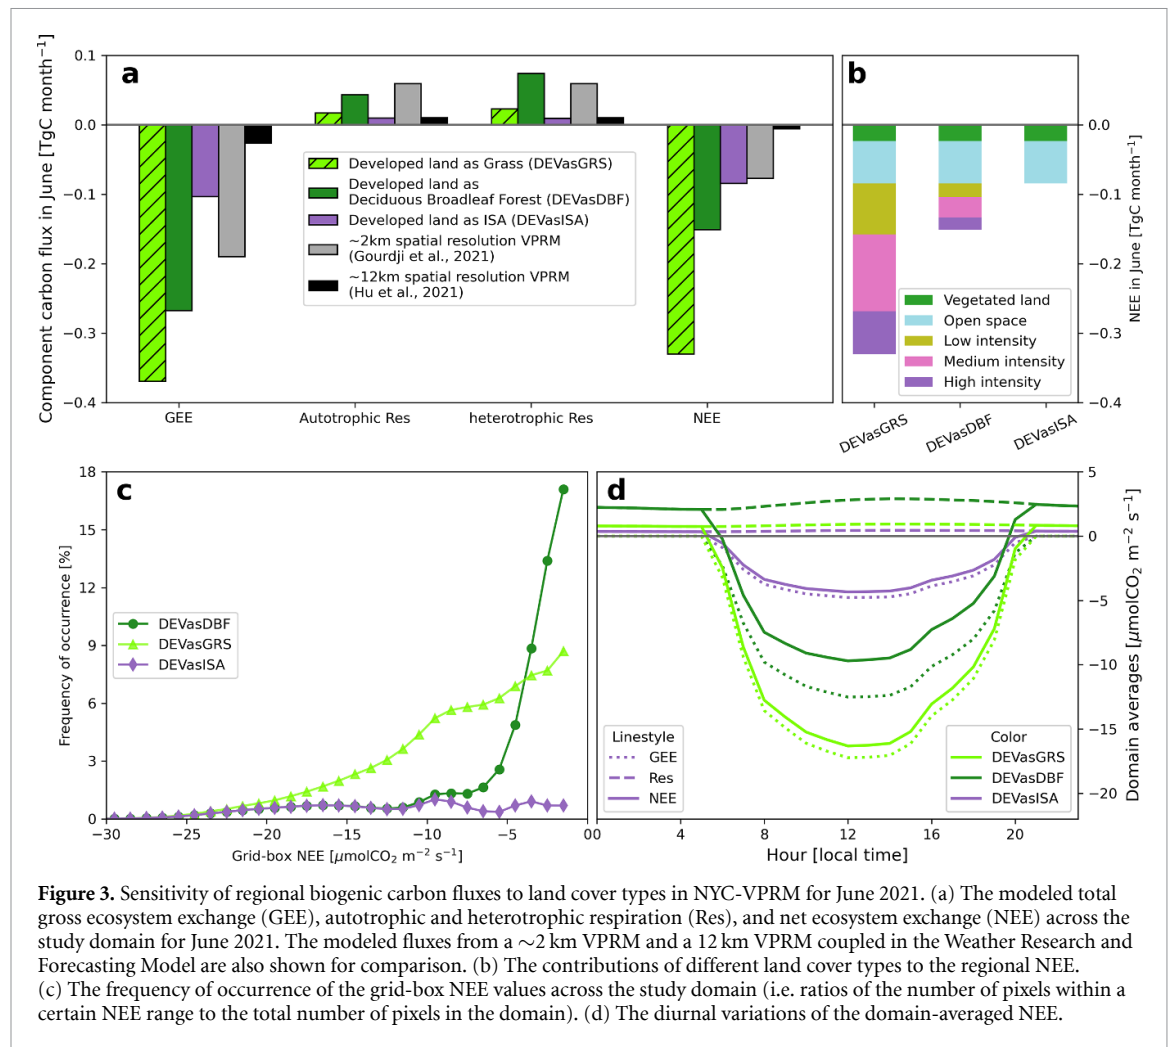 a
Component carbon flux in June [TgC month−1]
0.1
0.0
−0.1
−0.2
−0.3
−0.4
GEE
Autotrophic Res
heterotrophic Res
NEE
Developed land as Grass (DEVasGRS)
Developed land as
Deciduous Broadleaf Forest (DEVasDBF)
Developed land as ISA (DEVasISA)
~2km spatial resolution VPRM
(Gourdji et al., 2021)
~12km spatial resolution VPRM
(Hu et al., 2021)
b
0.0
−0.1
−0.2
−0.3
−0.4
NEE in June [TgC month−1]
Vegetated land
Open space
Low intensity
Medium intensity
High intensity
DEVasGRS
DEVasDBF
DEVasISA
c
Frequency of occurrence [%]
18
15
12
9
6
3
0
−30
−25
−20
−15
−10
−5
0
Grid-box NEE [μmolCO2 m−2 s−1]
DEVasDBF
DEVasGRS
DEVasISA
d
5
0
−5
−10
−15
−20
Domain averages [μmolCO2 m−2 s−1]
0
4
8
12
16
20
Hour [local time]
Linestyle
GEE
Res
NEE
Color
DEVasGRS
DEVasDBF
DEVasISA
Figure 3. Sensitivity of regional biogenic carbon fluxes to land cover types in NYC-VPRM for June 2021. (a) The modeled total
gross ecosystem exchange (GEE), autotrophic and heterotrophic respiration (Res), and net ecosystem exchange (NEE) across the
study domain for June 2021. The modeled fluxes from a ∼2 km VPRM and a 12 km VPRM coupled in the Weather Research and
Forecasting Model are also shown for comparison. (b) The contributions of different land cover types to the regional NEE.
(c) The frequency of occurrence of the grid-box NEE values across the study domain (i.e. ratios of the number of pixels within a
certain NEE range to the total number of pixels in the domain). (d) The diurnal variations of the domain-averaged NEE.